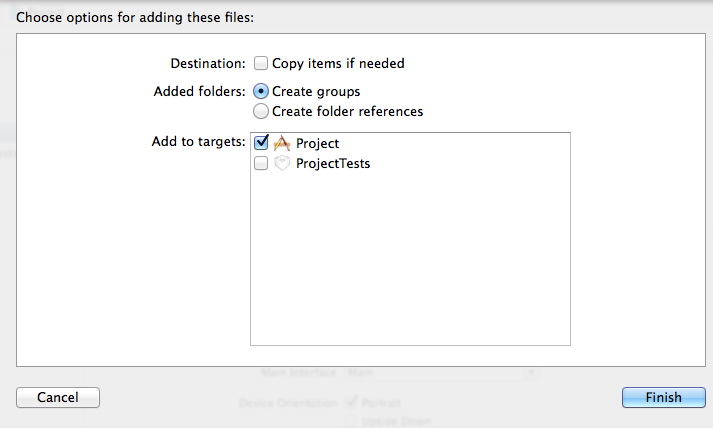 Choose options for adding these files:
Destination: Copy items if needed
Added folders: Create groups
Create folder references
Add to targets: Project
ProjectTests
Main Interface Main
Cancel
Finish
Device Orientation Portrait
Upside Down